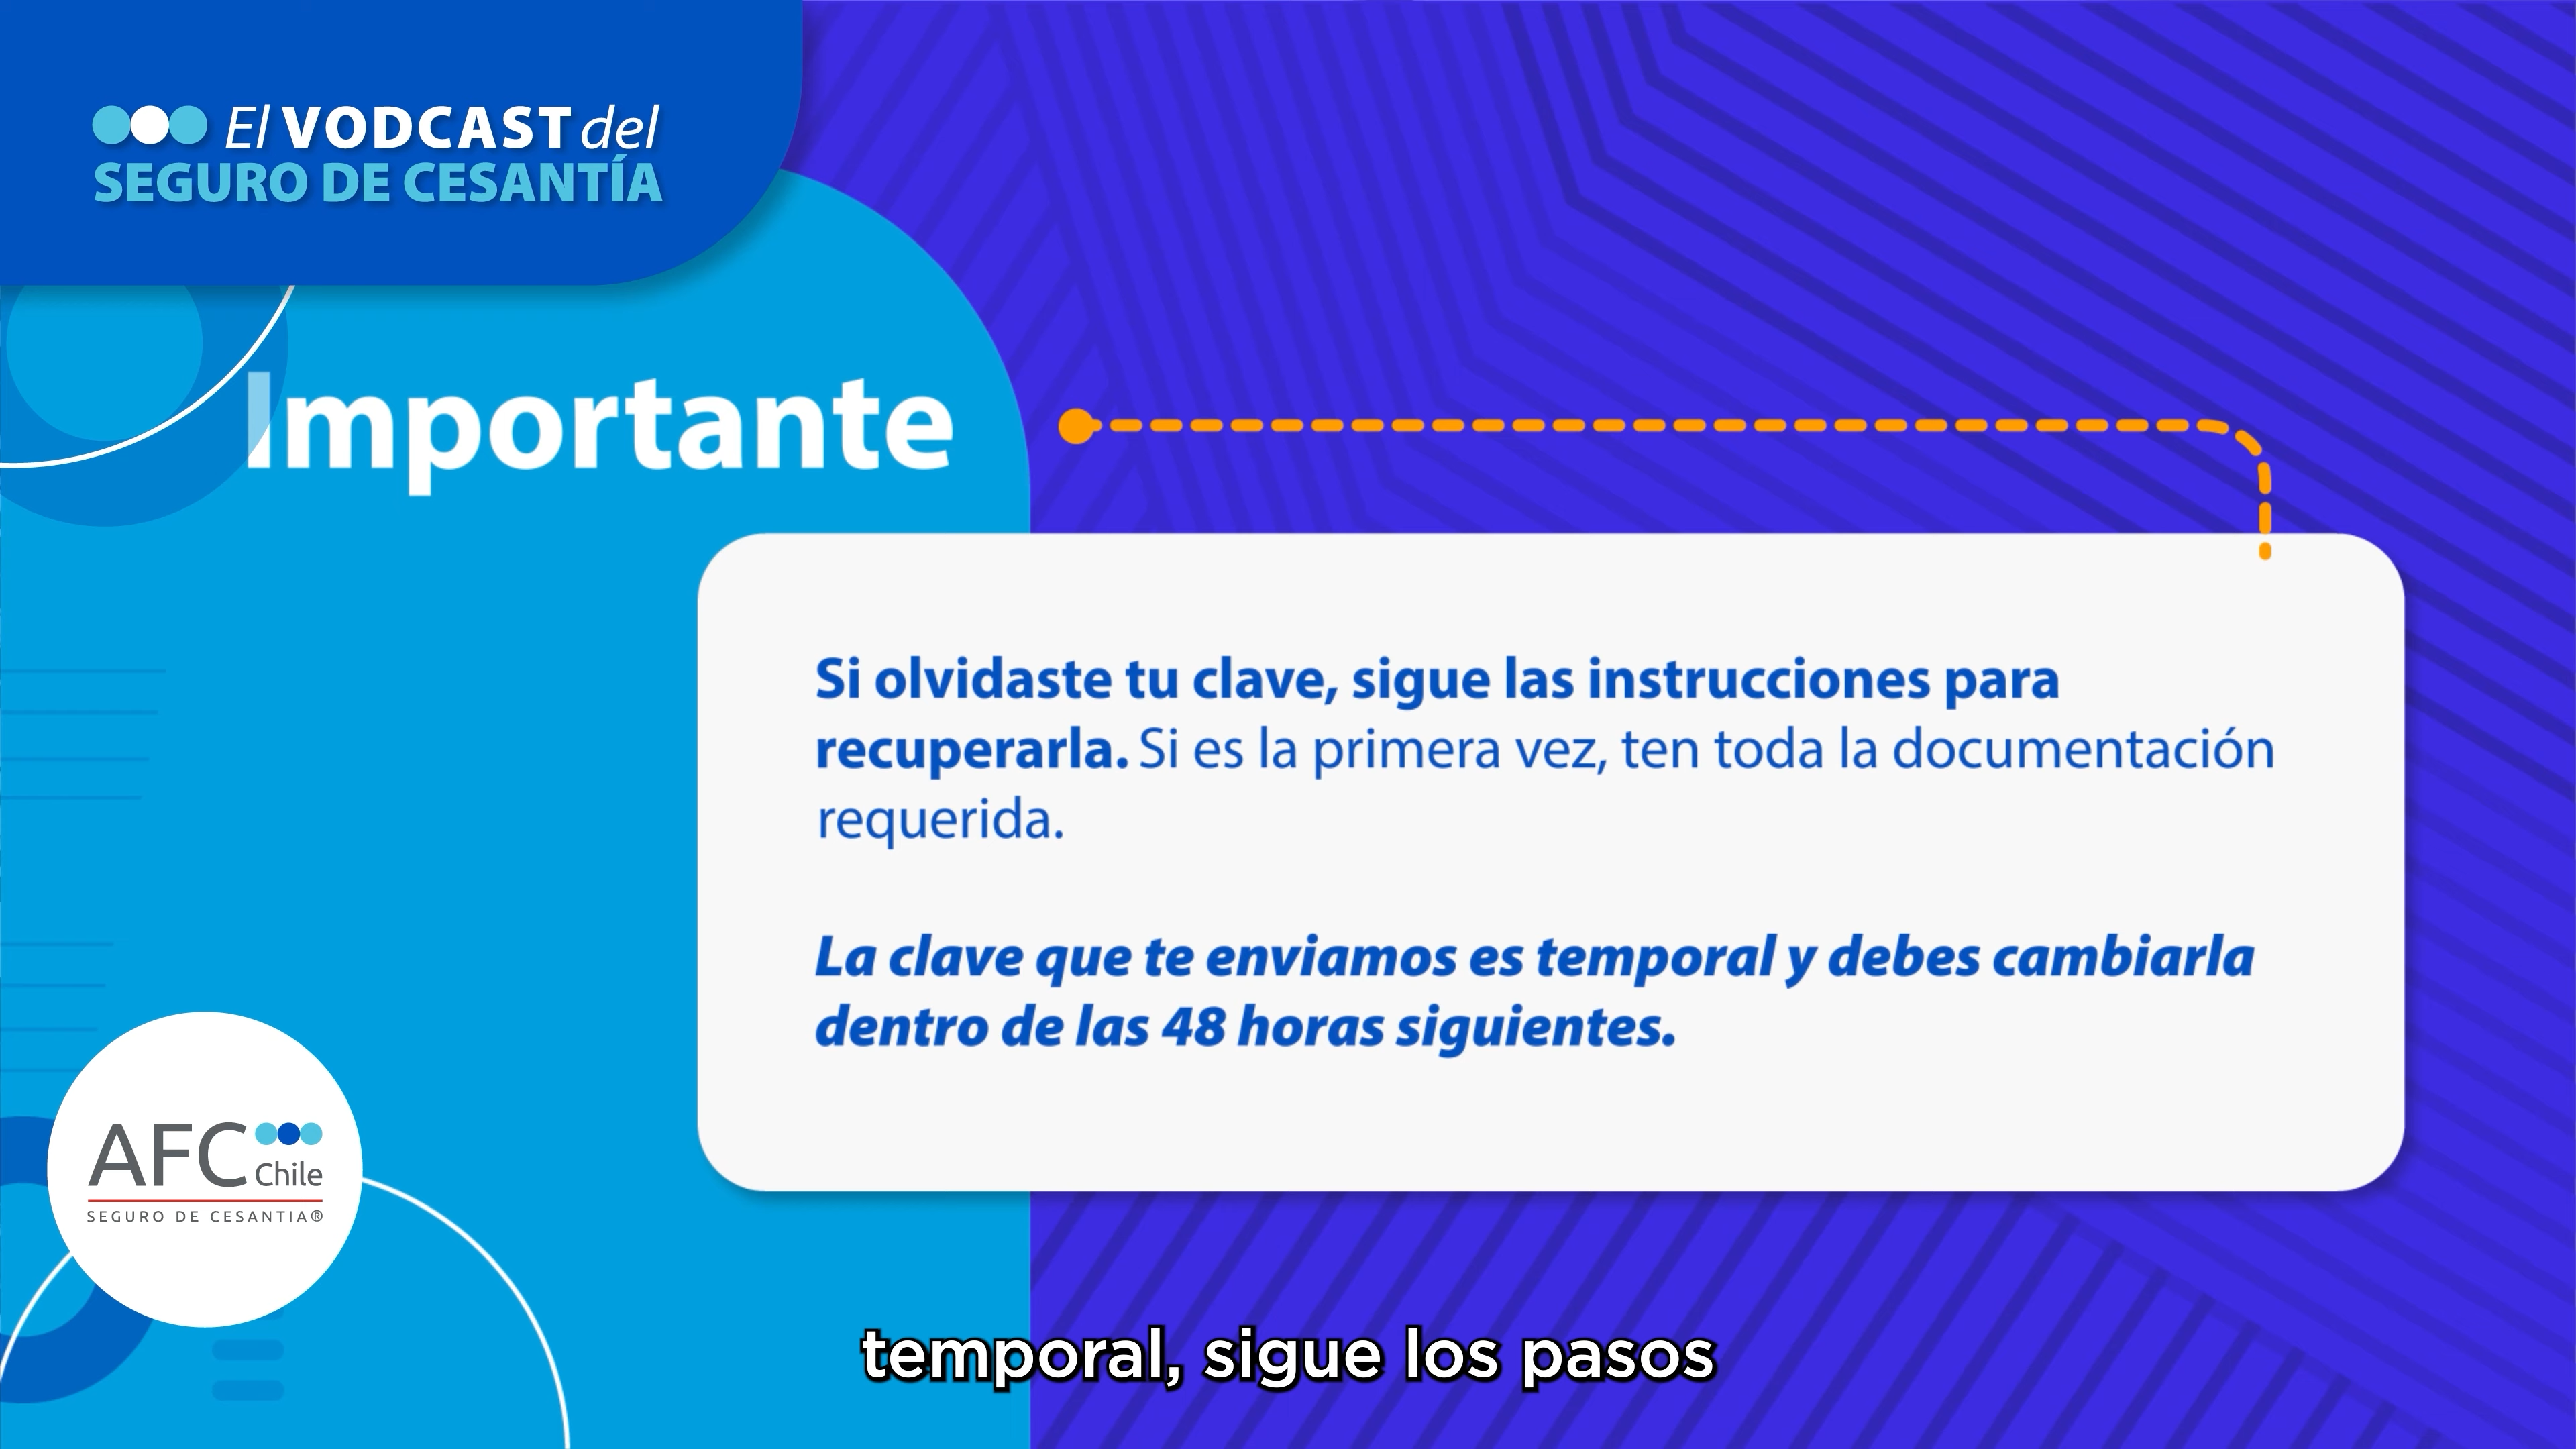 El VODCAST del
SEGURO DE CESANTÍA
Importante
Si olvidaste tu clave, sigue las instrucciones para
recuperarla. Si es la primera vez, ten toda la documentación
requerida.
La clave que te enviamos es temporal y debes cambiarla
dentro de las 48 horas siguientes.
AFC Chile
SEGURO DE CESANTIA®
temporal, sigue los pasos